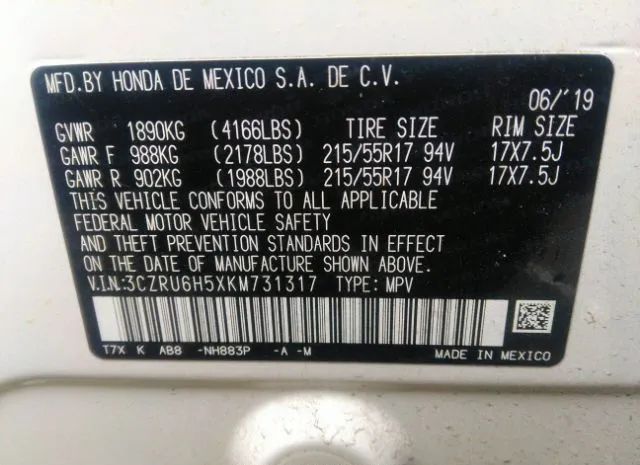 MFD.BY HONDA DE MEXICO S.A. DE C.V.
06/'19
GVWR 1890KG (4166LBS) TIRE SIZE RIM SIZE
GAWR F 988KG (2178LBS) 215/55R17 94V 17X7.5J
GAWR R 902KG (1988LBS) 215/55R17 94V 17X7.5J
THIS VEHICLE CONFORMS TO ALL APPLICABLE
FEDERAL MOTOR VEHICLE SAFETY
AND THEFT PREVENTION STANDARDS IN EFFECT
ON THE DATE OF MANUFACTURE SHOWN ABOVE.
V.I.N:3CZRU6H5XKM731317 TYPE: MPV
T7X K AB8 -NH883P -A -M
MADE IN MEXICO